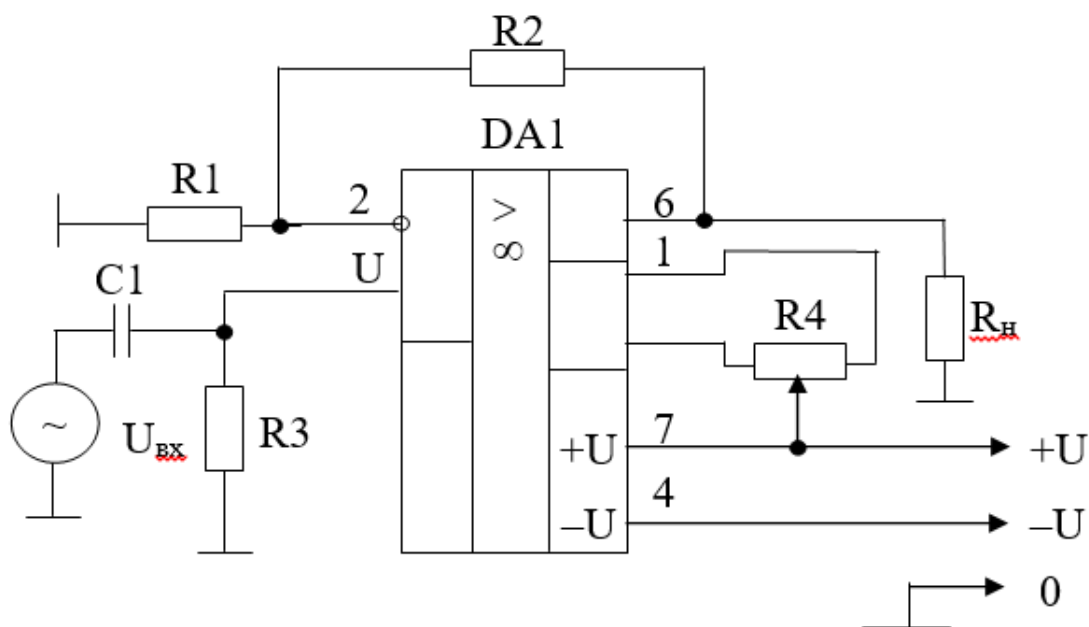 R2
DA1
R1
2
> ∞
6
U
1
C1
R4
Rн
Uвх
R3
~
+U
7
+U
–U
4
–U
0